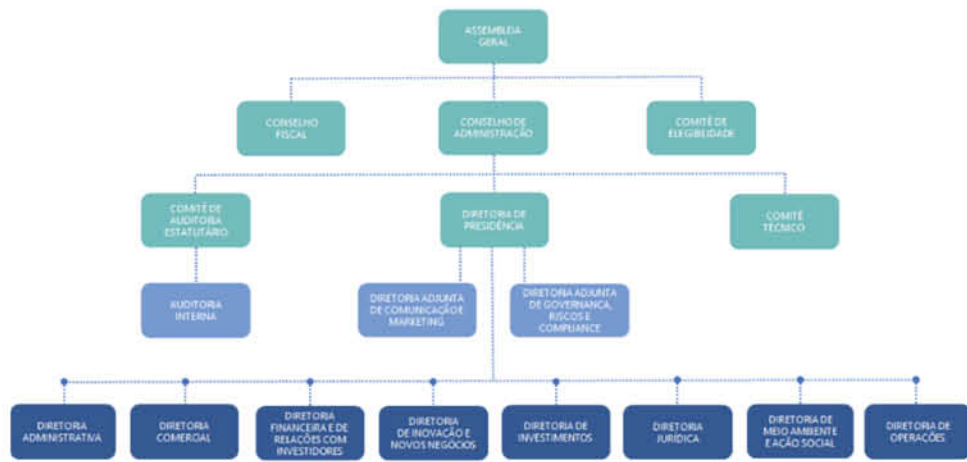 ASSEMBLEIA
GERAL
CONSELHO
FISCAL
CONSELHO DE
ADMINISTRAÇÃO
COMITÊ DE
ELEGIBILIDADE
COMITÊ DE
AUDITORIA
ESTATUTÁRIO
DIRETORIA DE
PRESIDÊNCIA
COMITÊ
TÉCNICO
AUDITORIA
INTERNA
DIRETORIA ADJUNTA
DE COMUNICAÇÃO E
MARKETING
DIRETORIA ADJUNTA
DE GOVERNANÇA,
RISCOS E
COMPLIANCE
DIRETORIA
ADMINISTRATIVA
DIRETORIA
COMERCIAL
DIRETORIA
FINANCEIRA E DE
RELAÇÕES COM
INVESTIDORES
DIRETORIA
DE INOVAÇÃO E
NOVOS NEGÓCIOS
DIRETORIA DE
INVESTIMENTOS
DIRETORIA
JURÍDICA
DIRETORIA DE
MEIO AMBIENTE
E AÇÃO SOCIAL
DIRETORIA DE
OPERAÇÕES